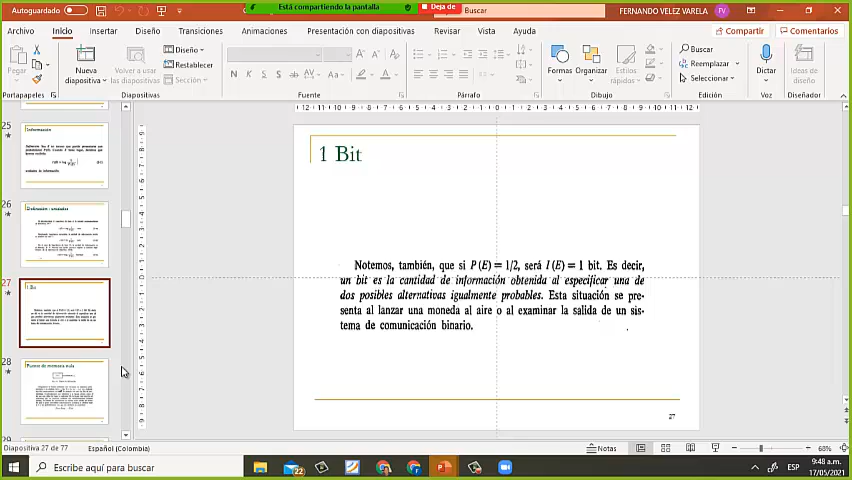 Autoguardado
Está compartiendo la pantalla
Deja de
Buscar
FERNANDO VELEZ VARELA
FV
Archivo
Inicio
Insertar
Diseño
Transiciones
Animaciones
Presentación con diapositivas
Revisar
Vista
Ayuda
Compartir
Comentarios
Pegar
Nueva
diapositiva
Volver a usar
las diapositivas
Diseño
Restablecer
Sección
Formas
Organizar
Estilos
rápidos
Buscar
Reemplazar
Seleccionar
Dictar
Ideas de
diseño
Portapapeles
Diapositivas
Fuente
Párrafo
Dibujo
Edición
Voz
Diseñador
25
Información
26
Definición - unidades
27
1 Bit
28
Fuente de memoria nula
29
1 Bit
Notemos, también, que si P (E) = 1/2, será I (E) = 1 bit. Es decir,
un bit es la cantidad de información obtenida al especificar una de
dos posibles alternativas igualmente probables. Esta situación se pre-
senta al lanzar una moneda al aire o al examinar la salida de un sis-
tema de comunicación binario.
27
Diapositiva 27 de 77
Español (Colombia)
Notas
68%
Escribe aquí para buscar
22
ESP
9:48 a.m.
17/05/2021